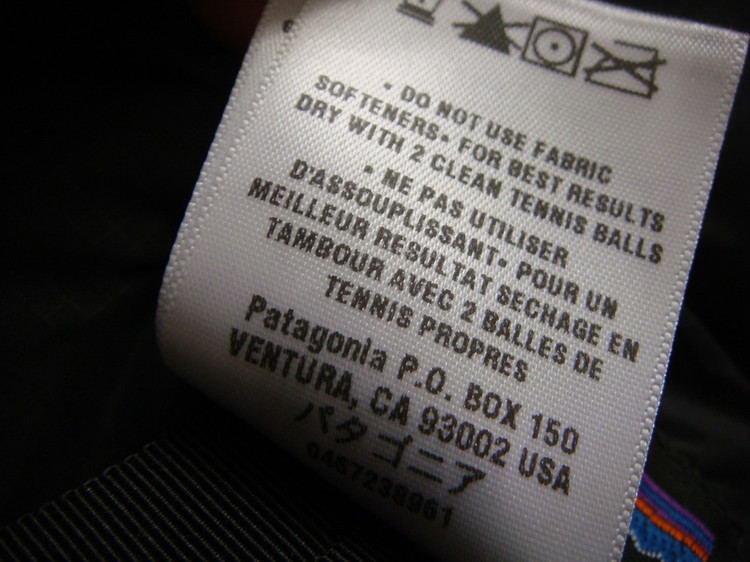 • DO NOT USE FABRIC
SOFTENERS• FOR BEST RESULTS
DRY WITH 2 CLEAN TENNIS BALLS
• NE PAS UTILISER
D'ASSOUPLISSANT• POUR UN
MEILLEUR RESULTAT SECHAGE EN
TAMBOUR AVEC 2 BALLES DE
TENNIS PROPRES
Patagonia P.O. BOX 150
VENTURA, CA 93002 USA
パタゴニア
0467238961